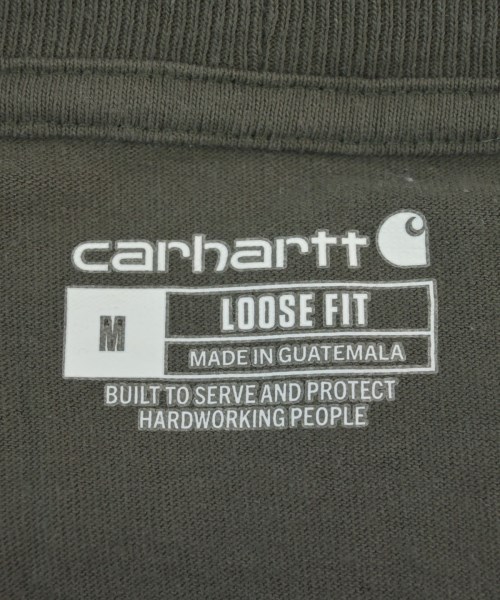 carhartt
M
LOOSE FIT
MADE IN GUATEMALA
BUILT TO SERVE AND PROTECT
HARDWORKING PEOPLE